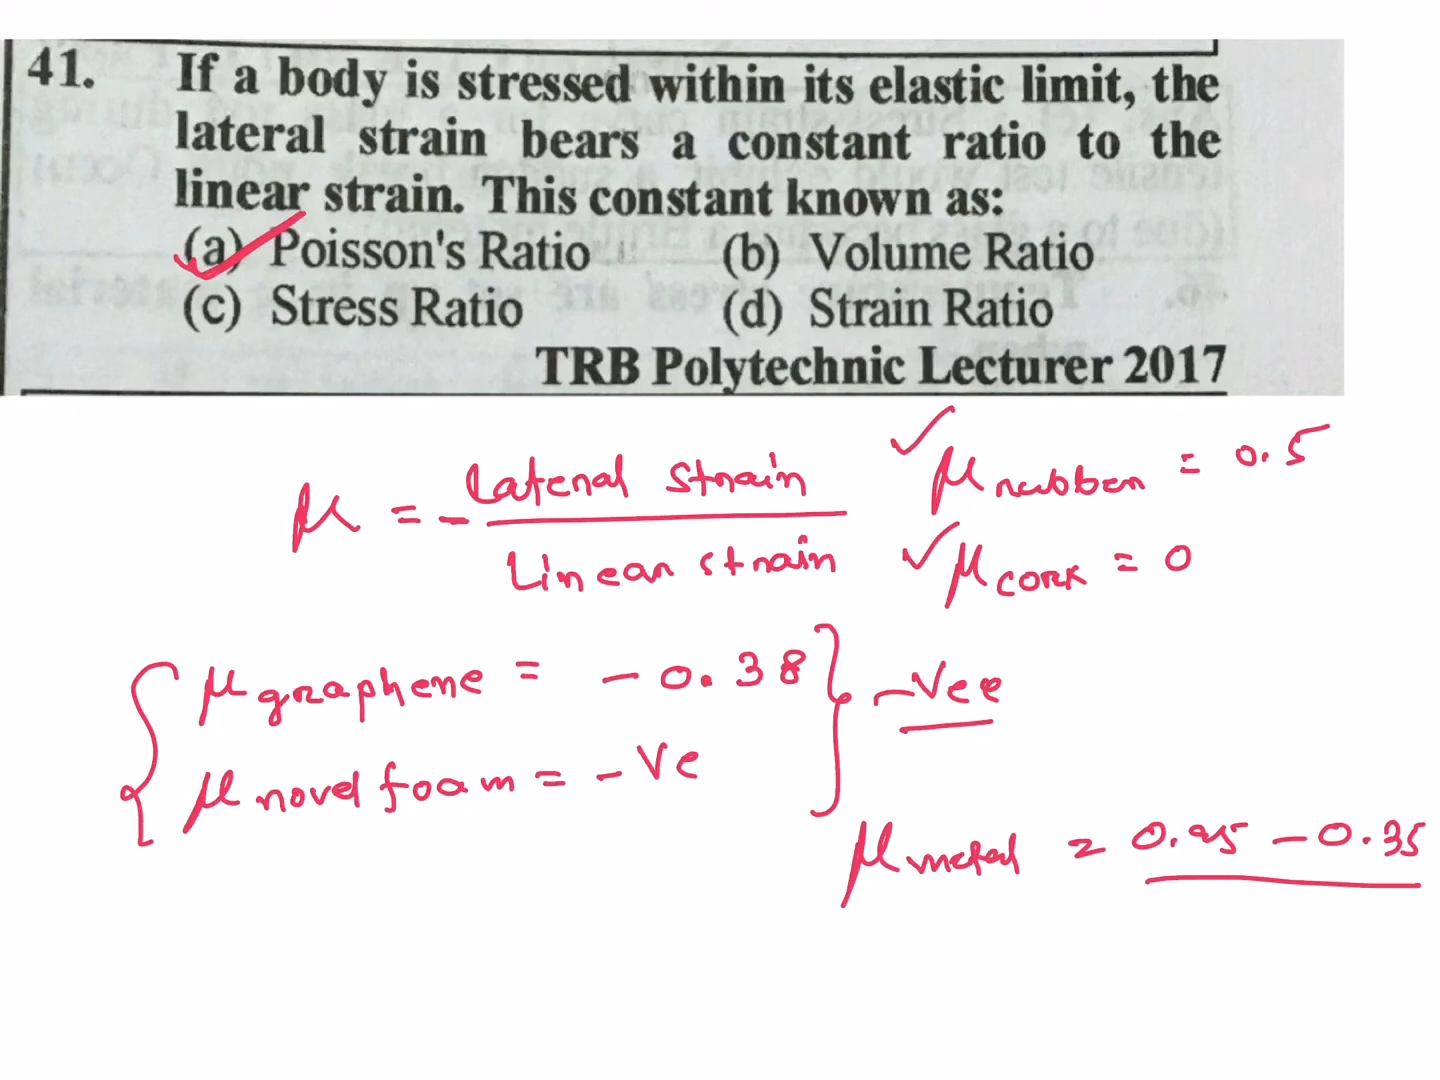 41. If a body is stressed within its elastic limit, the
lateral strain bears a constant ratio to the
linear strain. This constant known as:
(a) Poisson's Ratio (b) Volume Ratio
(c) Stress Ratio (d) Strain Ratio
TRB Polytechnic Lecturer 2017
μ = - Lateral strain / Linear strain
μ rubber = 0.5
μ cork = 0
μ graphene = - 0.38
μ novel foam = - ve
- vee
μ metal = 0.25 - 0.35